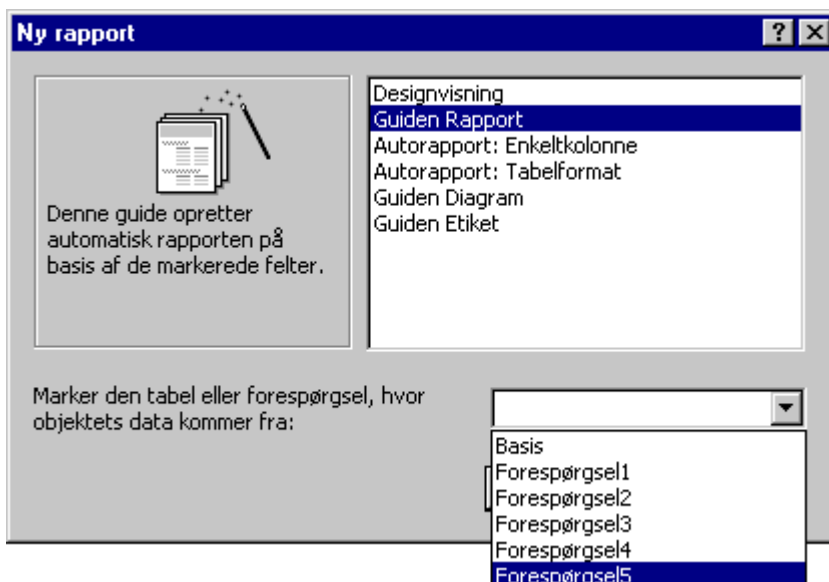 Ny rapport
Denne guide opretter
automatisk rapporten på
basis af de markerede felter.
Designvisning
Guiden Rapport
Autorapport: Enkeltkolonne
Autorapport: Tabelformat
Guiden Diagram
Guiden Etiket
Marker den tabel eller forespørgsel, hvor
objektets data kommer fra:
Basis
Forespørgsel1
Forespørgsel2
Forespørgsel3
Forespørgsel4
Forespørgsel5